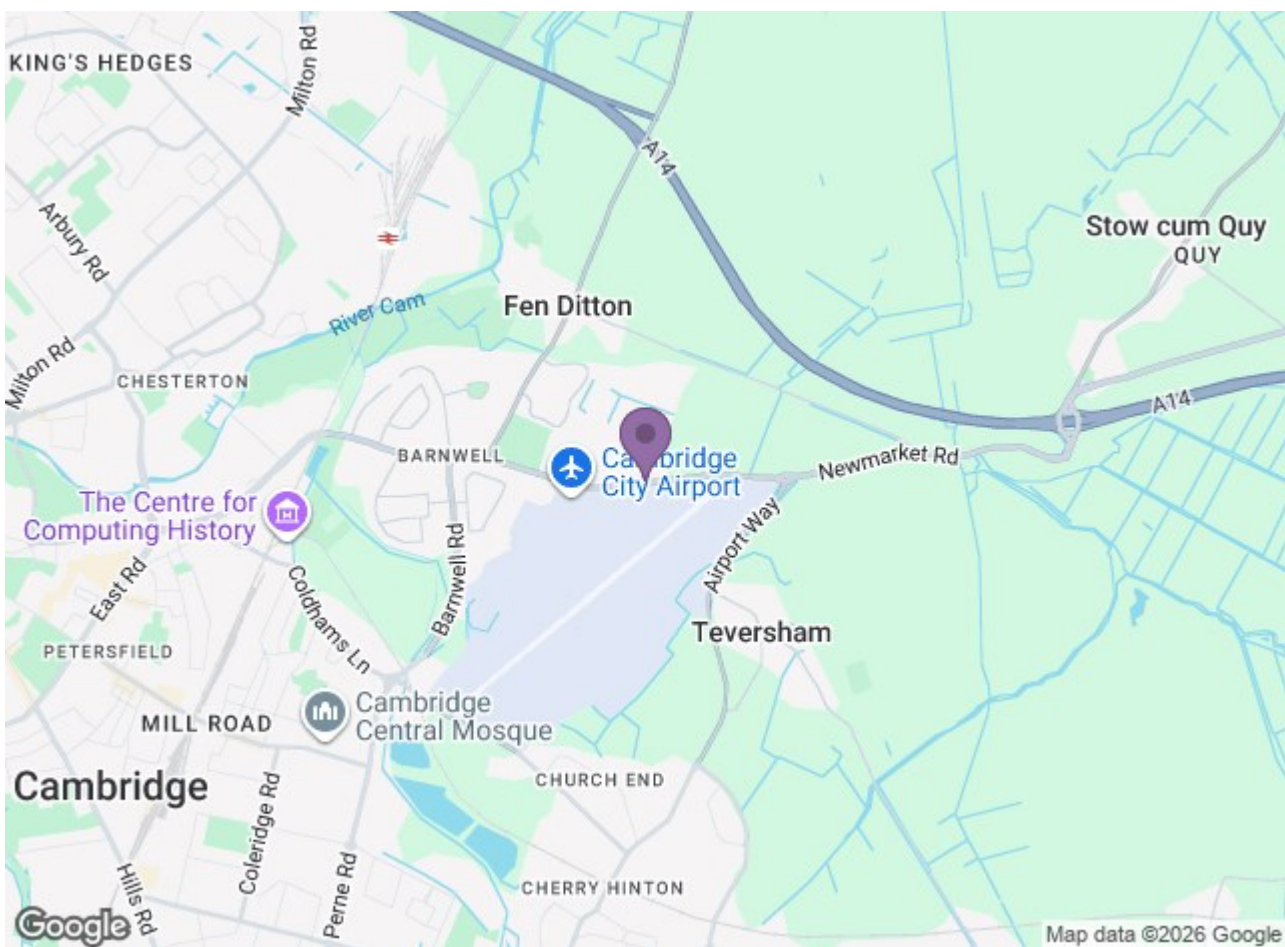 KING'S HEDGES
Milton Rd
A14
Arbury Rd
Stow cum Quy
QUY
River Cam
Fen Ditton
Milton Rd
CHESTERTON
A14
BARNWELL
Cambridge
City Airport
Newmarket Rd
The Centre for
Computing History
East Rd
Coldhams Ln
Barnwell Rd
Airport Way
Teversham
PETERSFIELD
Cambridge
Central Mosque
MILL ROAD
Cambridge
CHURCH END
Coleridge Rd
Perne Rd
Hills Rd
CHERRY HINTON
Google
Map data ©2026 Google